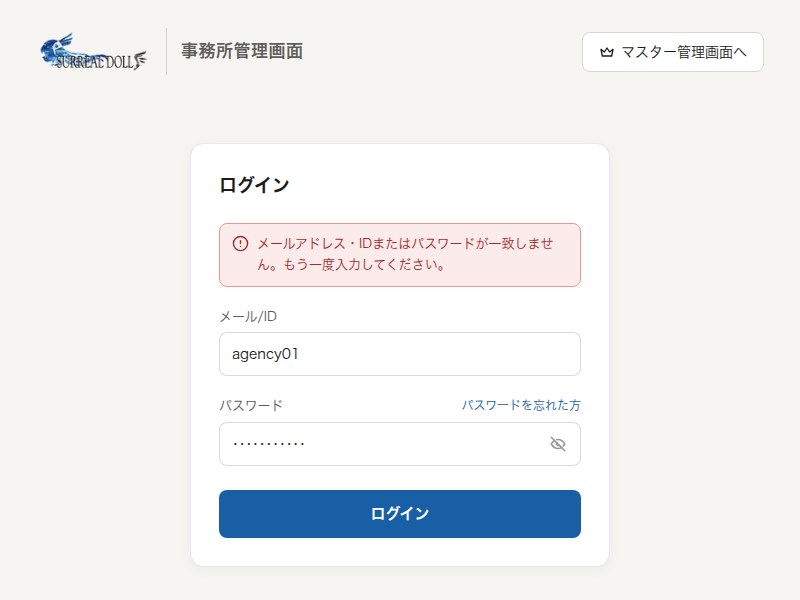 SURREAL DOLL
事務所管理画面
マスター管理画面へ
ログイン
メールアドレス・IDまたはパスワードが一致しませ
ん。もう一度入力してください。
メール/ID
agency01
パスワード
パスワードを忘れた方
ログイン